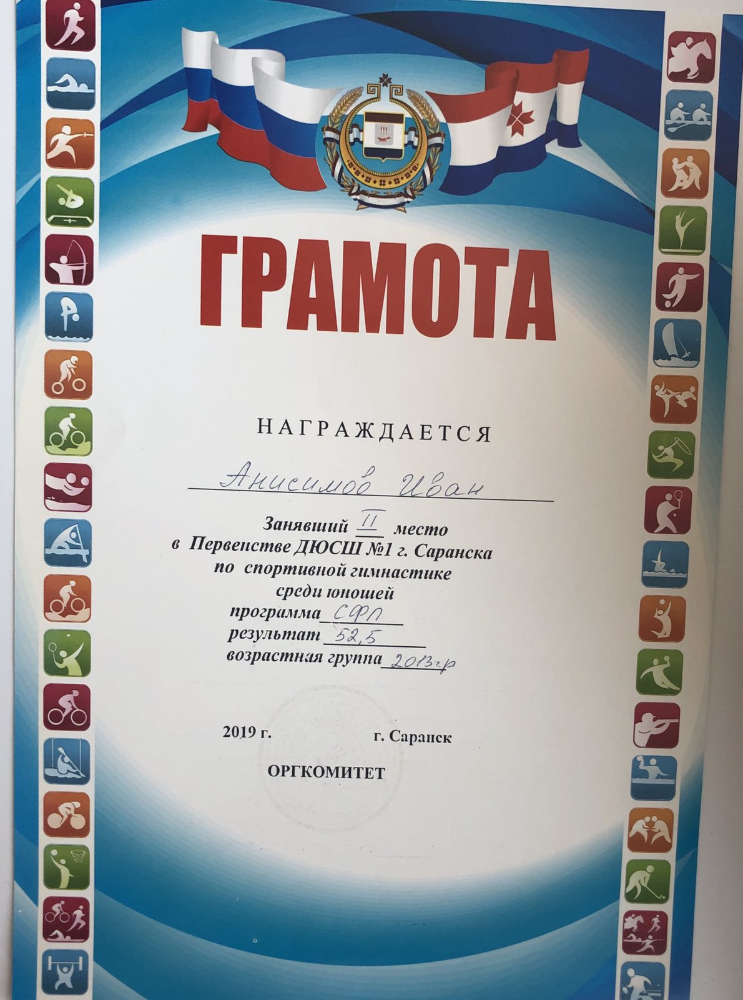 ГРАМОТА
НАГРАЖДАЕТСЯ
Анисимов Иван
Занявший II место
в Первенстве ДЮСШ №1 г. Саранска
по спортивной гимнастике
среди юношей
программа СФП
результат 52,5
возрастная группа 2013г.р
2019 г. г. Саранск
ОРГКОМИТЕТ